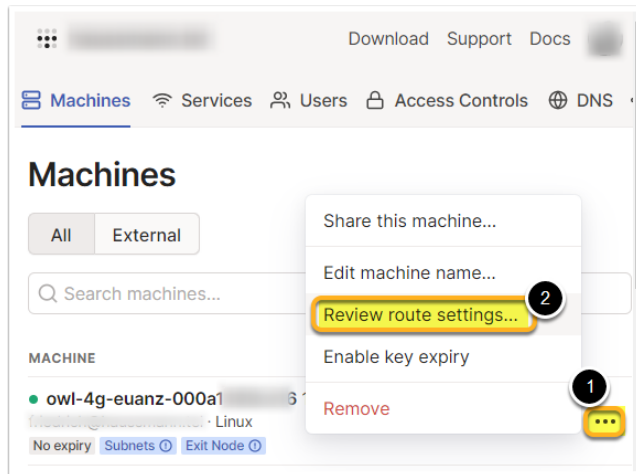 Download Support Docs
Machines Services Users Access Controls DNS
Machines
All External
Share this machine...
Edit machine name...
Search machines...
2
Review route settings...
MACHINE
Enable key expiry
1
owl-4g-euanz-000a1
Remove
· Linux
...
No expiry Subnets Exit Node